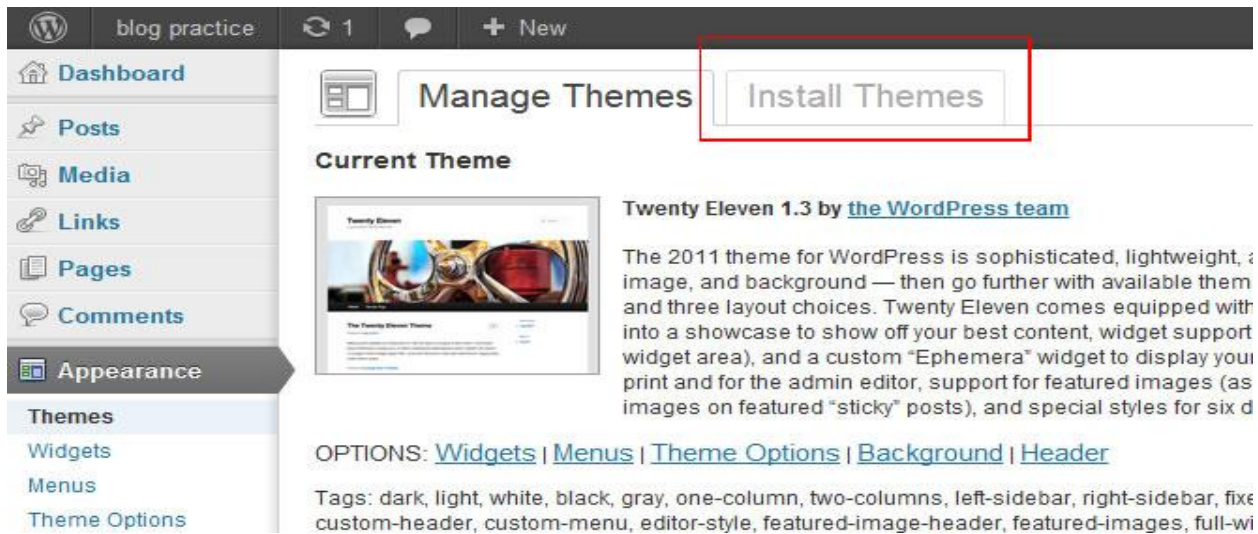 blog practice 1 New
Dashboard
Posts
Media
Links
Pages
Comments
Appearance
Themes
Widgets
Menus
Theme Options
Manage Themes Install Themes
Current Theme
Twenty Eleven
The Twenty Eleven Theme
Twenty Eleven 1.3 by the WordPress team
The 2011 theme for WordPress is sophisticated, lightweight, a
image, and background — then go further with available them
and three layout choices. Twenty Eleven comes equipped with
into a showcase to show off your best content, widget support
widget area), and a custom “Ephemera” widget to display your
print and for the admin editor, support for featured images (as
images on featured “sticky” posts), and special styles for six d
OPTIONS: Widgets | Menus | Theme Options | Background | Header
Tags: dark, light, white, black, gray, one-column, two-columns, left-sidebar, right-sidebar, fixe
custom-header, custom-menu, editor-style, featured-image-header, featured-images, full-wi